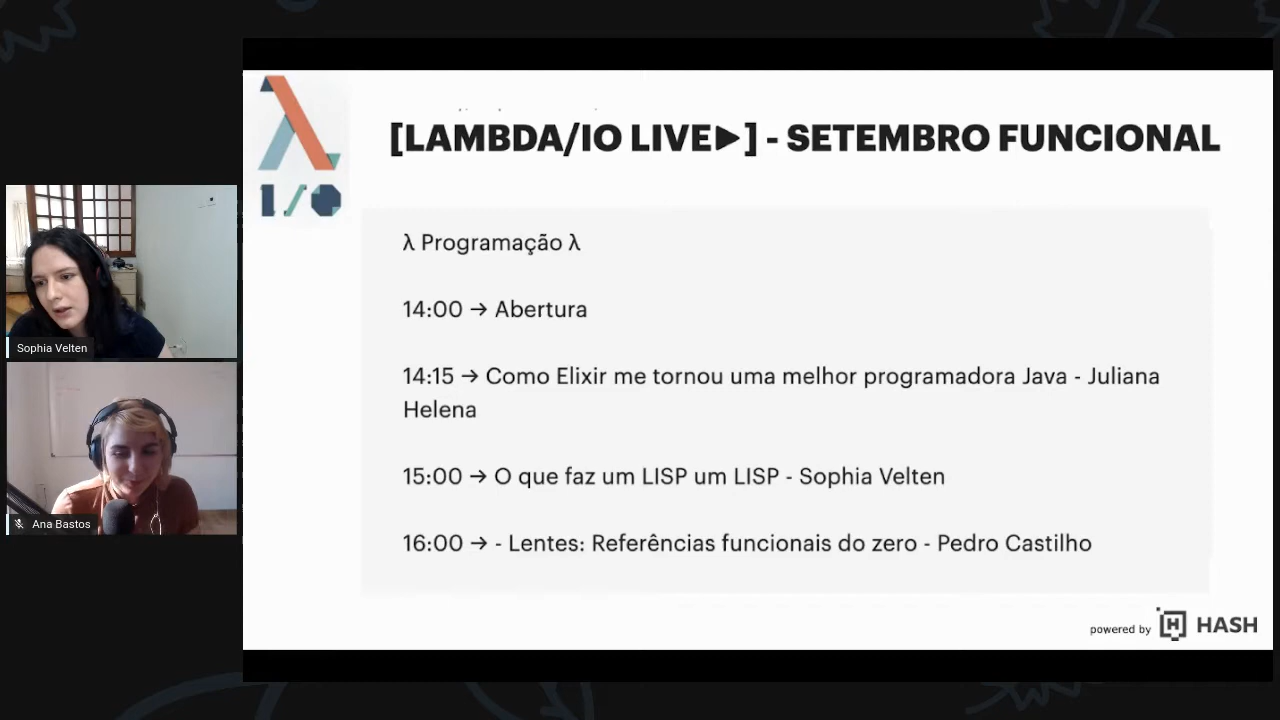 [LAMBDA/IO LIVE▶] - SETEMBRO FUNCIONAL
I/O
λ Programação λ
14:00 → Abertura
14:15 → Como Elixir me tornou uma melhor programadora Java - Juliana
Helena
15:00 → O que faz um LISP um LISP - Sophia Velten
16:00 → - Lentes: Referências funcionais do zero - Pedro Castilho
powered by HASH
Sophia Velten
Ana Bastos